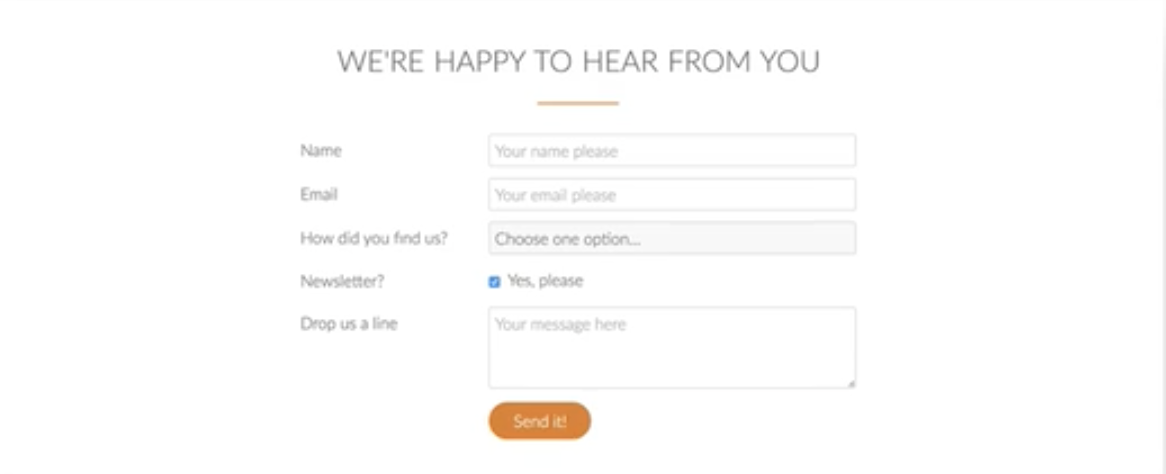 WE'RE HAPPY TO HEAR FROM YOU
Name Your name please
Email Your email please
How did you find us? Choose one option...
Newsletter? Yes, please
Drop us a line Your message here
Send it!